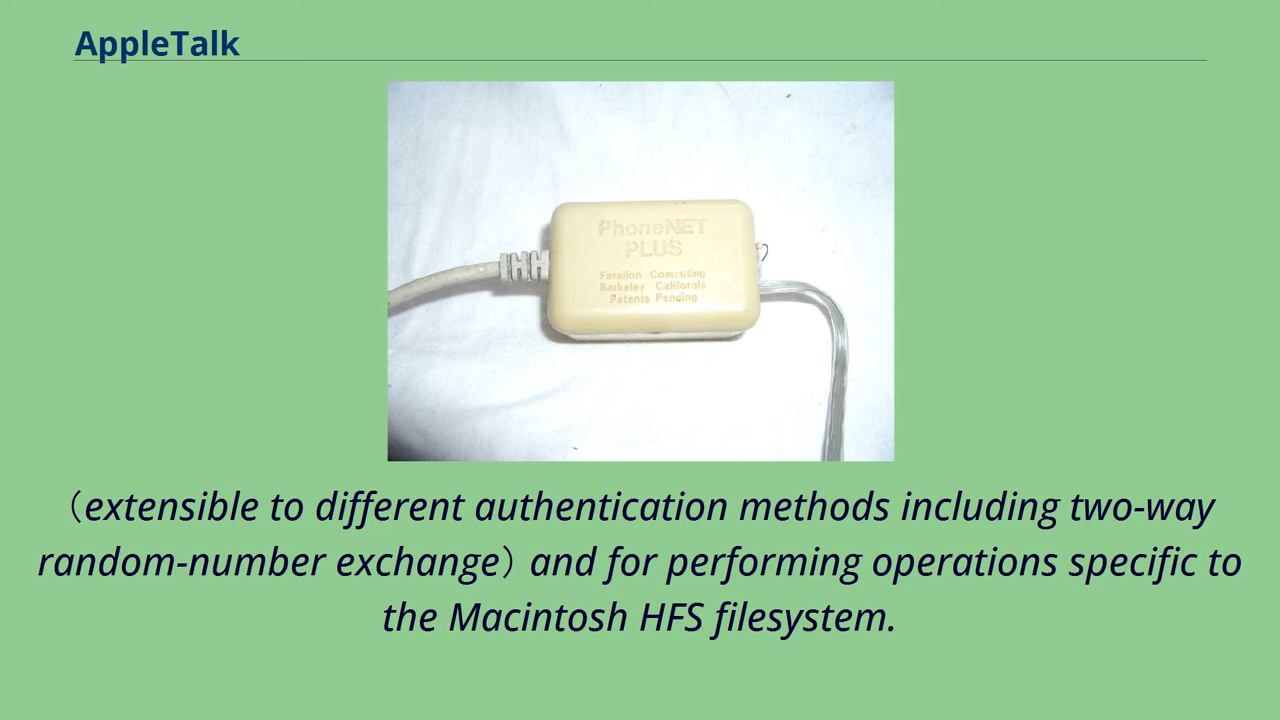 AppleTalk
PhoneNET
PLUS
Farallon Computing
Berkeley California
Patents Pending
（extensible to different authentication methods including two-way
random-number exchange）and for performing operations specific to
the Macintosh HFS filesystem.